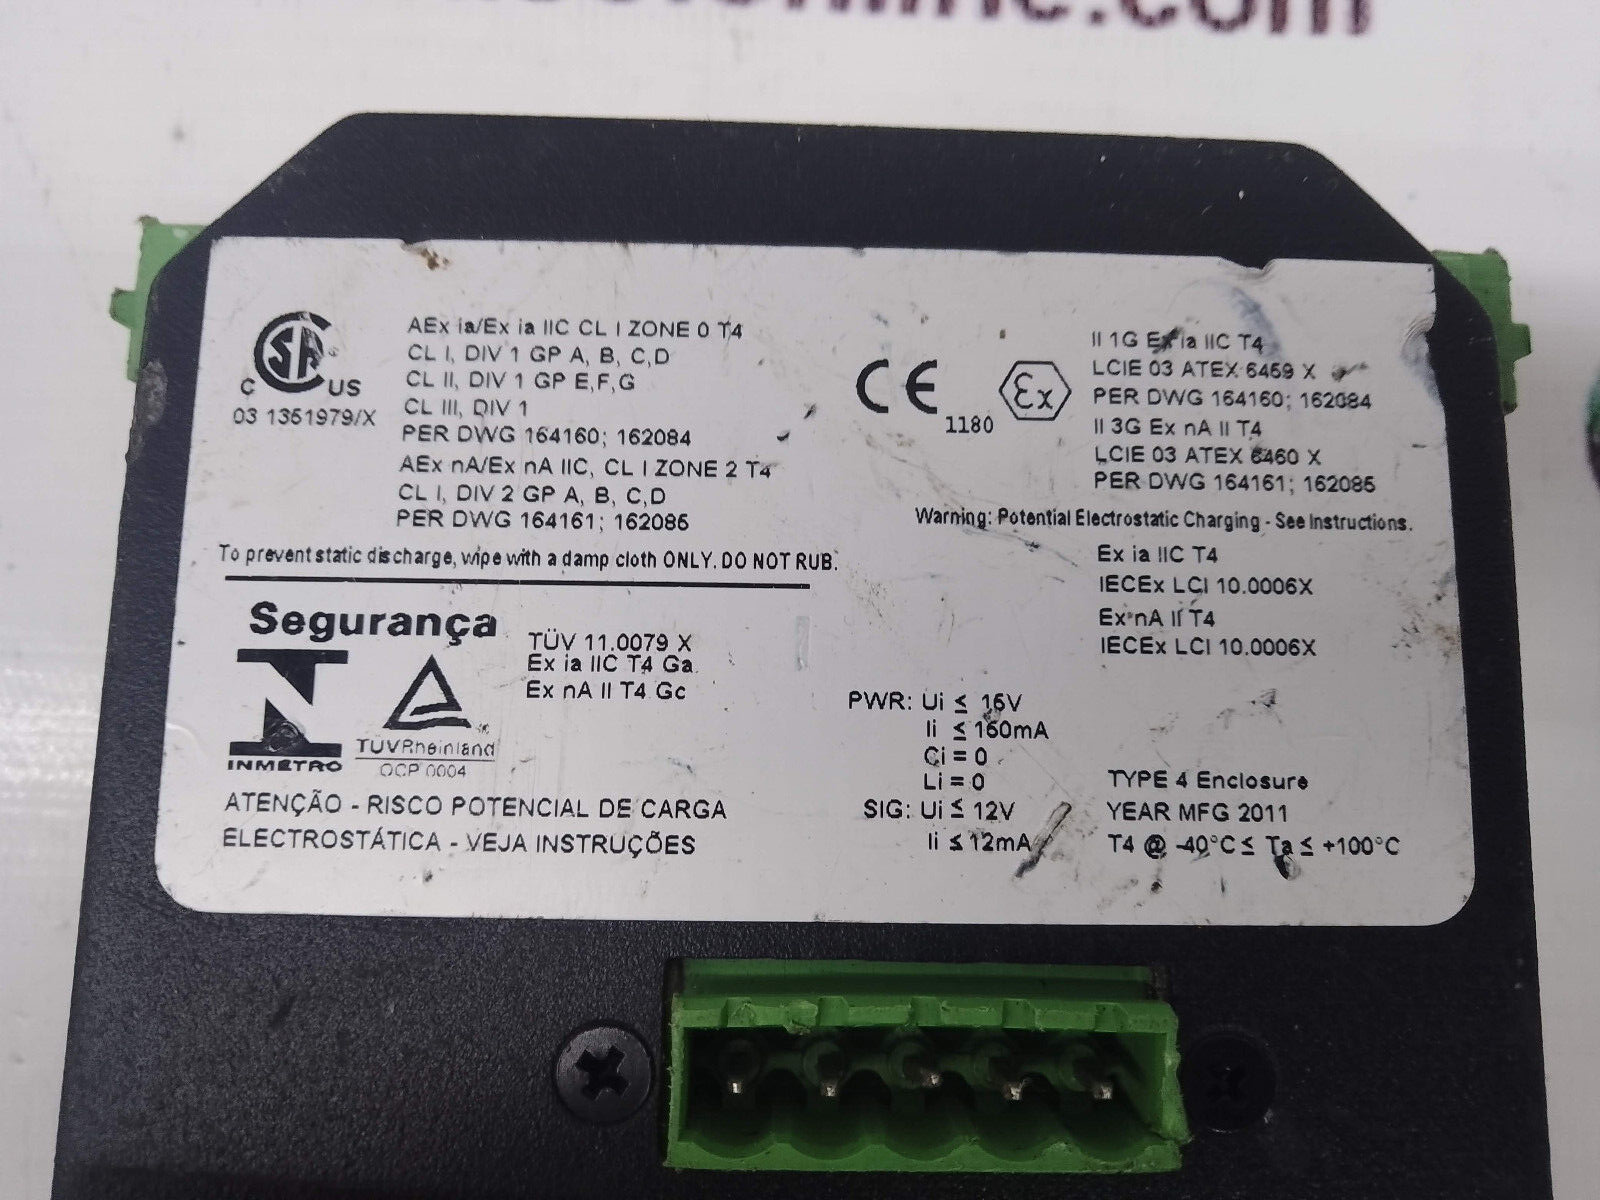 .com
C US
03 1351979/X
AEx ia/Ex ia IIC CL I ZONE 0 T4
CL I, DIV 1 GP A, B, C,D
CL II, DIV 1 GP E,F,G
CL III, DIV 1
PER DWG 164160; 162084
AEx nA/Ex nA IIC, CL I ZONE 2 T4
CL I, DIV 2 GP A, B, C,D
PER DWG 164161; 162085
To prevent static discharge, wipe with a damp cloth ONLY. DO NOT RUB.
CE 1180
Ex
II 1G Ex ia IIC T4
LCIE 03 ATEX 6459 X
PER DWG 164160; 162084
II 3G Ex nA II T4
LCIE 03 ATEX 6460 X
PER DWG 164161; 162085
Warning: Potential Electrostatic Charging - See Instructions.
Ex ia IIC T4
IECEx LCI 10.0006X
Ex nA II T4
IECEx LCI 10.0006X
Segurança
INMETRO
TÜVRheinland
OCP 0004
TÜV 11.0079 X
Ex ia IIC T4 Ga
Ex nA II T4 Gc
ATENÇÃO - RISCO POTENCIAL DE CARGA
ELECTROSTÁTICA - VEJA INSTRUÇÕES
PWR: Ui ≤ 16V
Ii ≤ 160mA
Ci = 0
Li = 0
SIG: Ui ≤ 12V
Ii ≤ 12mA
TYPE 4 Enclosure
YEAR MFG 2011
T4 @ -40°C ≤ Ta ≤ +100°C